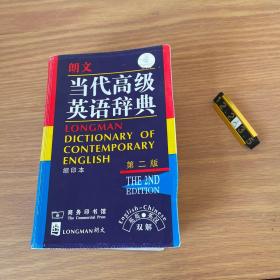 朗文
当代高级
英语辞典
LONGMAN
DICTIONARY OF
CONTEMPORARY
ENGLISH
缩印本
第二版
THE 2ND
EDITION
English-Chinese
双解
商务印书馆
The Commercial Press
LONGMAN朗文